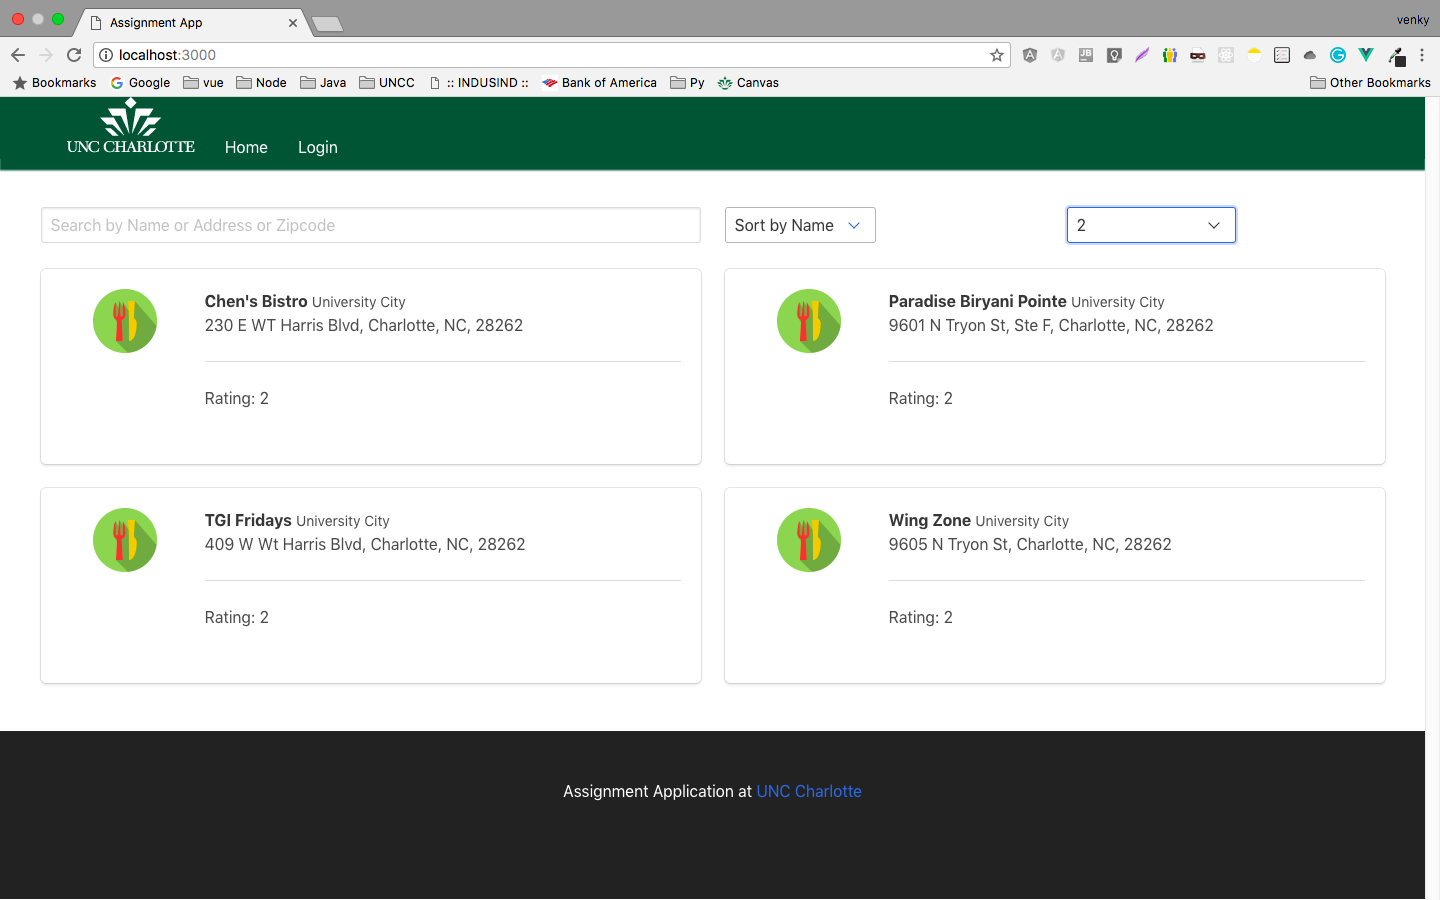 Assignment App
venky
localhost:3000
Bookmarks Google vue Node Java UNCC :: INDUSIND :: Bank of America Py Canvas Other Bookmarks
UNC CHARLOTTE Home Login
Search by Name or Address or Zipcode Sort by Name 2
Chen's Bistro University City
230 E WT Harris Blvd, Charlotte, NC, 28262
Rating: 2
Paradise Biryani Pointe University City
9601 N Tryon St, Ste F, Charlotte, NC, 28262
Rating: 2
TGI Fridays University City
409 W Wt Harris Blvd, Charlotte, NC, 28262
Rating: 2
Wing Zone University City
9605 N Tryon St, Charlotte, NC, 28262
Rating: 2
Assignment Application at UNC Charlotte